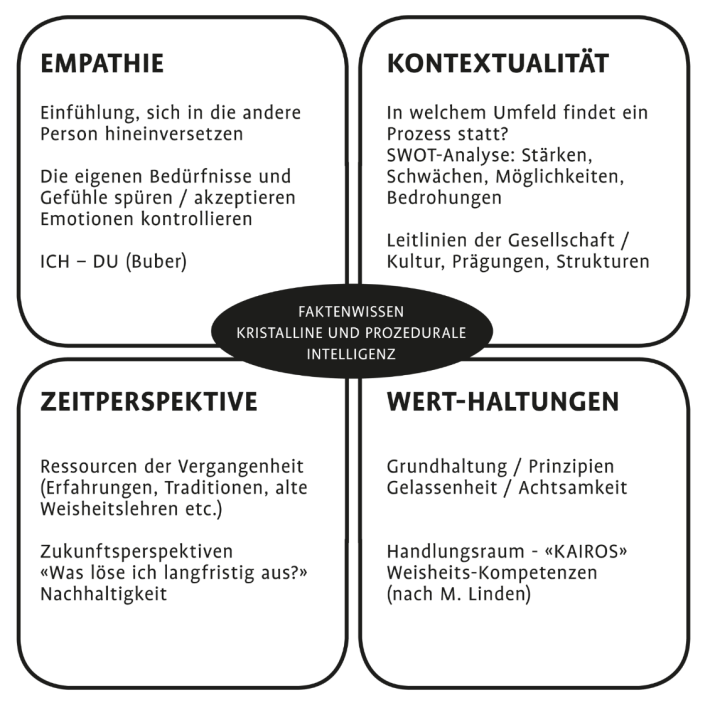 EMPATHIE
Einfühlung, sich in die andere
Person hineinversetzen
Die eigenen Bedürfnisse und
Gefühle spüren / akzeptieren
Emotionen kontrollieren
ICH – DU (Buber)
KONTEXTUALITÄT
In welchem Umfeld findet ein
Prozess statt?
SWOT-Analyse: Stärken,
Schwächen, Möglichkeiten,
Bedrohungen
Leitlinien der Gesellschaft /
Kultur, Prägungen, Strukturen
FAKTENWISSEN
KRISTALLINE UND PROZEDURALE
INTELLIGENZ
ZEITPERSPEKTIVE
Ressourcen der Vergangenheit
(Erfahrungen, Traditionen, alte
Weisheitslehren etc.)
Zukunftsperspektiven
«Was löse ich langfristig aus?»
Nachhaltigkeit
WERT-HALTUNGEN
Grundhaltung / Prinzipien
Gelassenheit / Achtsamkeit
Handlungsraum - «KAIROS»
Weisheits-Kompetenzen
(nach M. Linden)